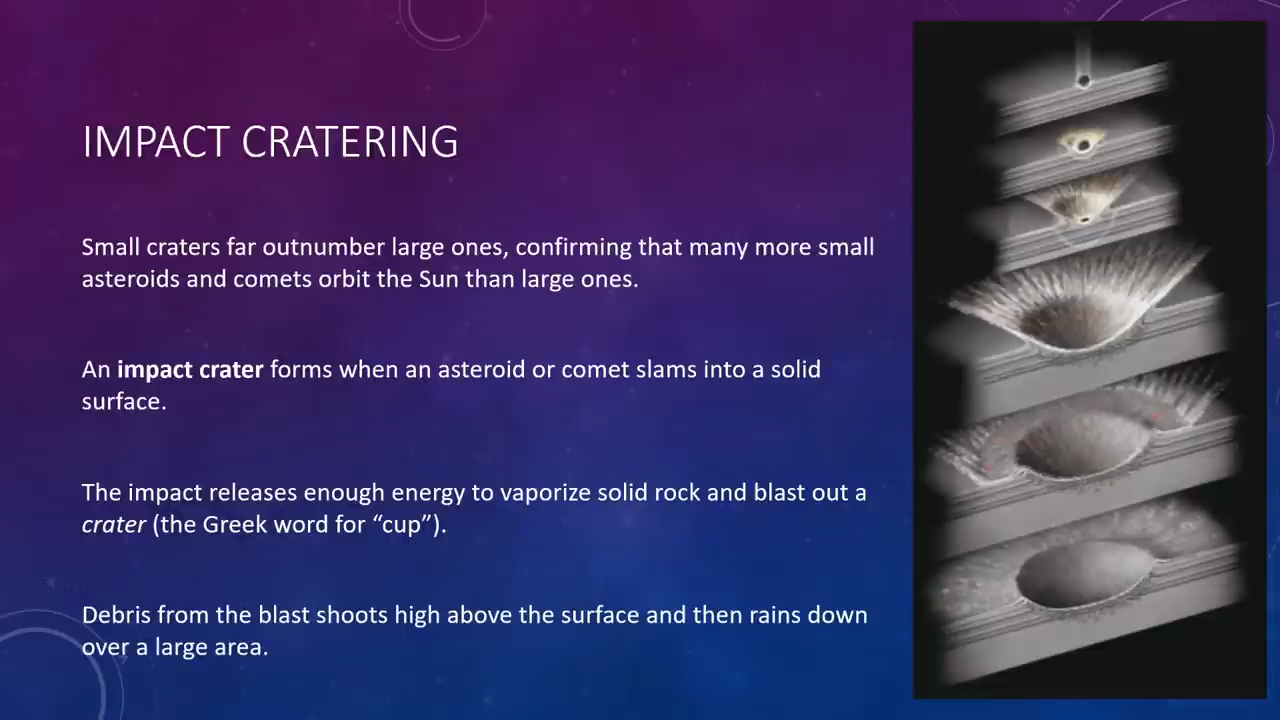 IMPACT CRATERING
Small craters far outnumber large ones, confirming that many more small
asteroids and comets orbit the Sun than large ones.
An impact crater forms when an asteroid or comet slams into a solid
surface.
The impact releases enough energy to vaporize solid rock and blast out a
crater (the Greek word for “cup”).
Debris from the blast shoots high above the surface and then rains down
over a large area.